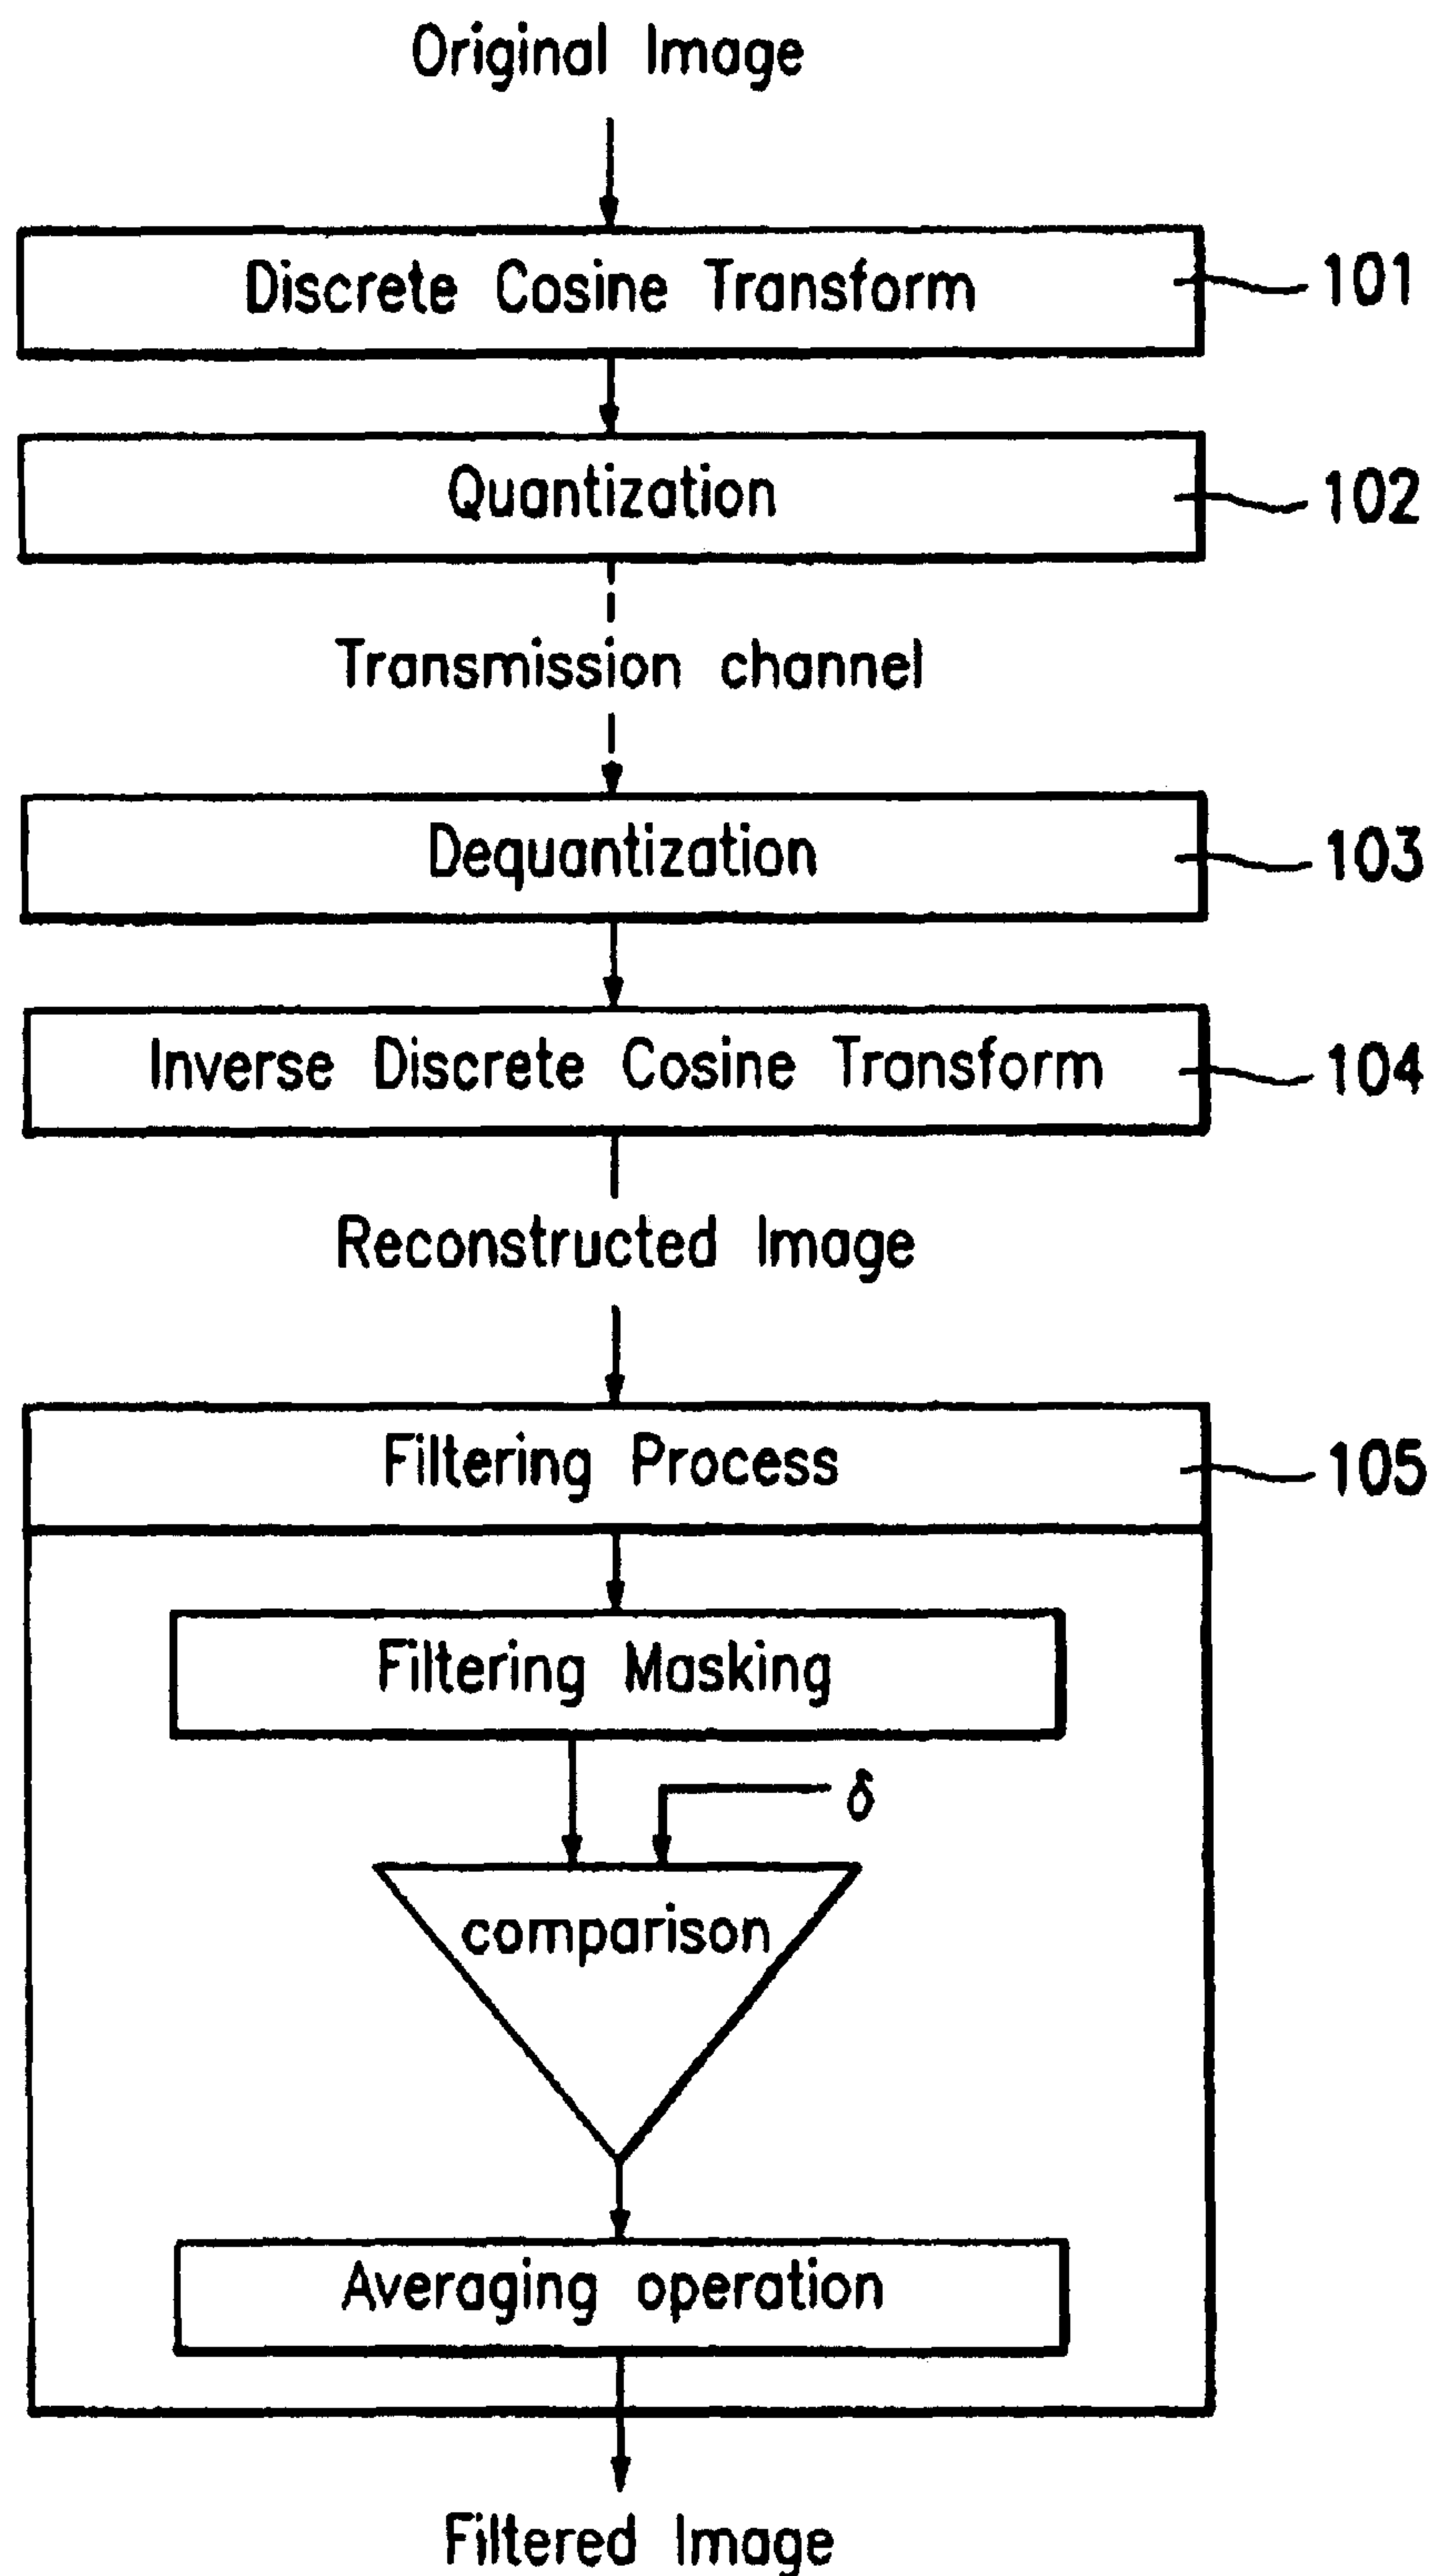 Original Image
Discrete Cosine Transform 101
Quantization 102
Transmission channel
Dequantization 103
Inverse Discrete Cosine Transform 104
Reconstructed Image
Filtering Process 105
Filtering Masking
δ
comparison
Averaging operation
Filtered Image